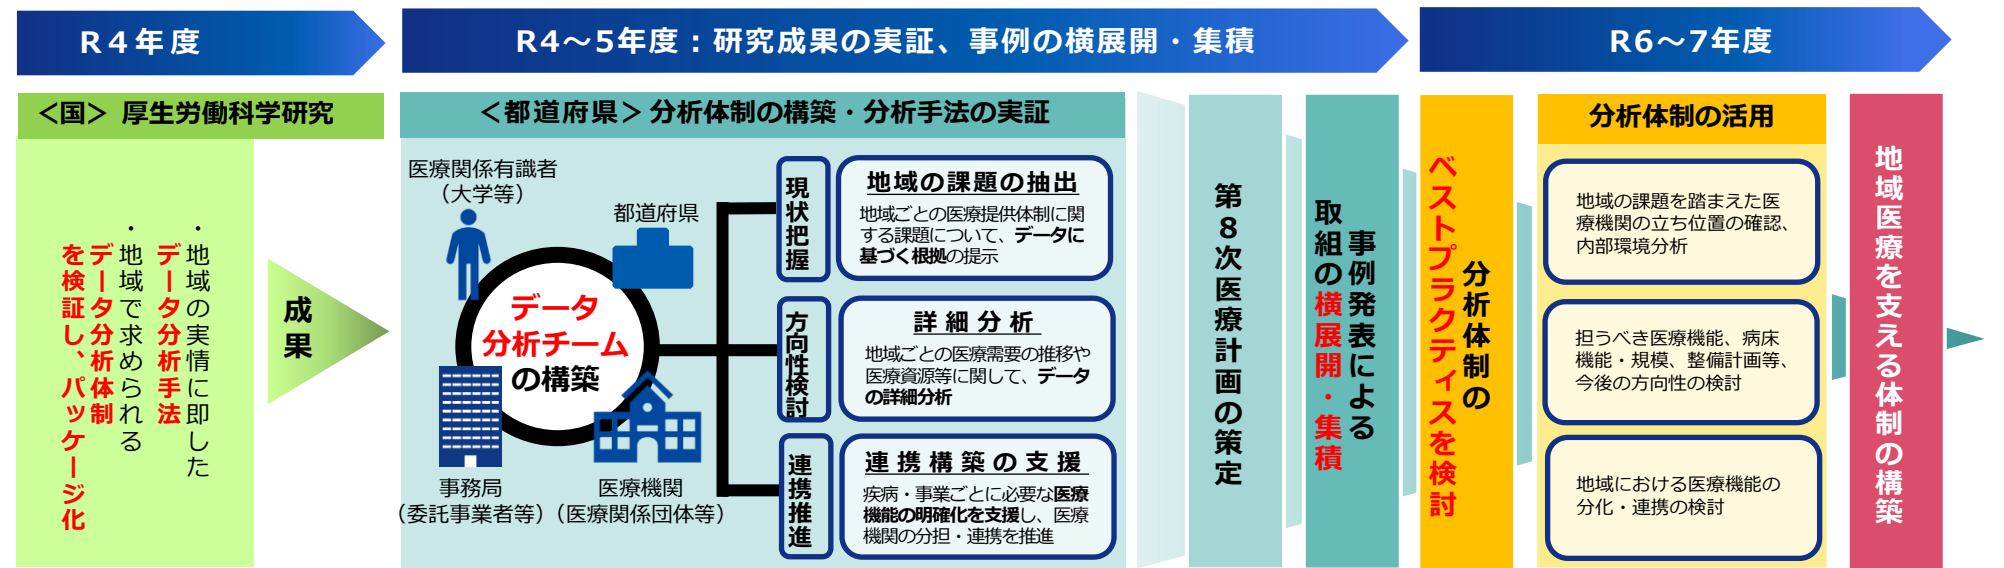 R４年度
R4～5年度：研究成果の実証、事例の横展開・集積
R6～7年度
＜国＞ 厚生労働科学研究
・地域の実情に即した
データ分析手法
・地域で求められる
データ分析体制
を検証し、パッケージ化
成果
＜都道府県＞分析体制の構築・分析手法の実証
医療関係有識者
（大学等）
都道府県
データ
分析チーム
の構築
事務局
（委託事業者等）
医療機関
（医療関係団体等）
現状把握
地域の課題の抽出
地域ごとの医療提供体制に関
する課題について、データに
基づく根拠の提示
方向性検討
詳細分析
地域ごとの医療需要の推移や
医療資源等に関して、データ
の詳細分析
連携推進
連携構築の支援
疾病・事業ごとに必要な医療
機能の明確化を支援し、医療
機関の分担・連携を推進
第８次医療計画の策定
事例発表による
取組の横展開・集積
分析体制の
ベストプラクティスを検討
分析体制の活用
地域の課題を踏まえた医
療機関の立ち位置の確認、
内部環境分析
担うべき医療機能、病床
機能・規模、整備計画等、
今後の方向性の検討
地域における医療機能の
分化・連携の検討
地域医療を支える体制の構築